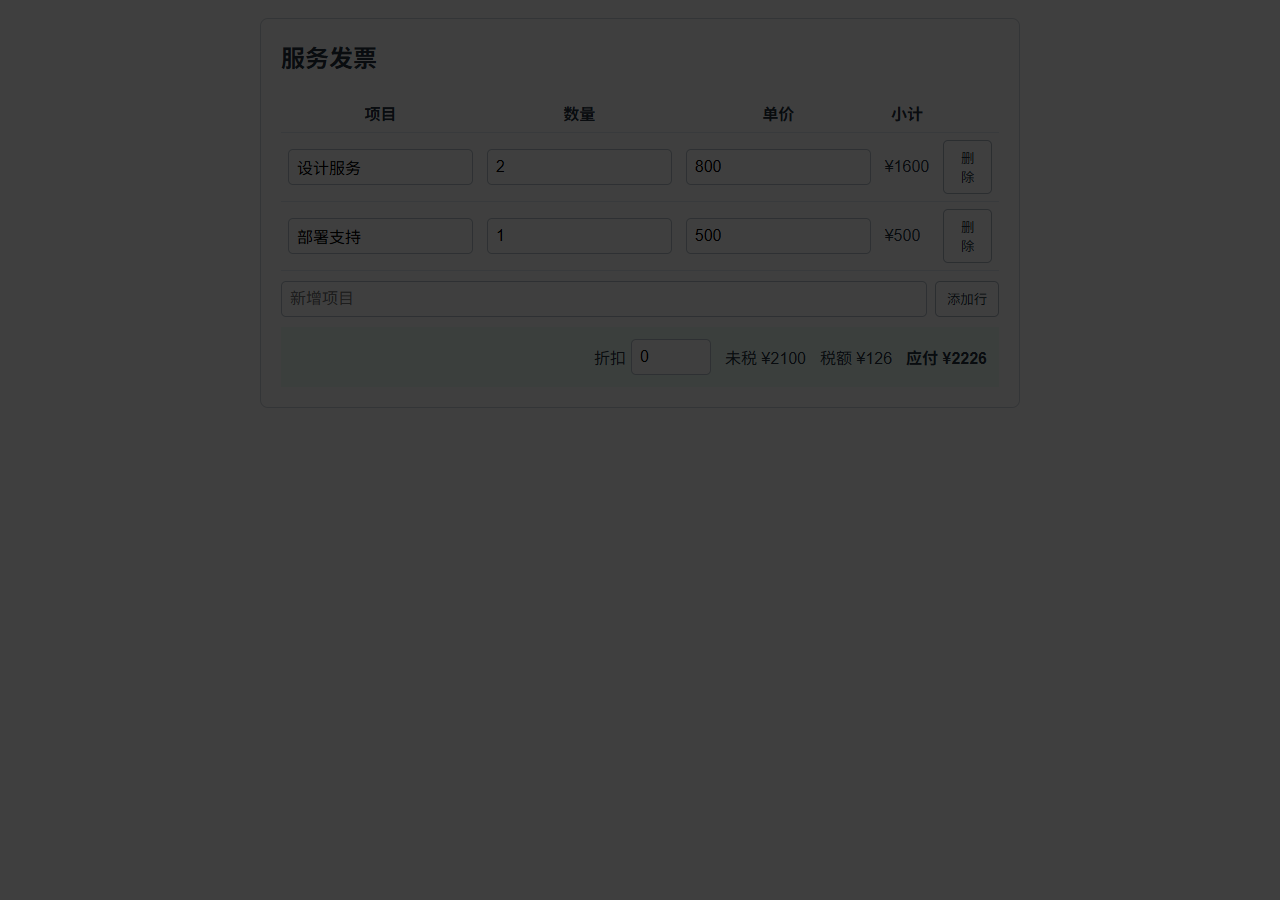 服务发票
项目 数量 单价 小计
设计服务 2 800 ¥1600 删除
部署支持 1 500 ¥500 删除
新增项目 添加行
折扣 0 未税 ¥2100 税额 ¥126 应付 ¥2226